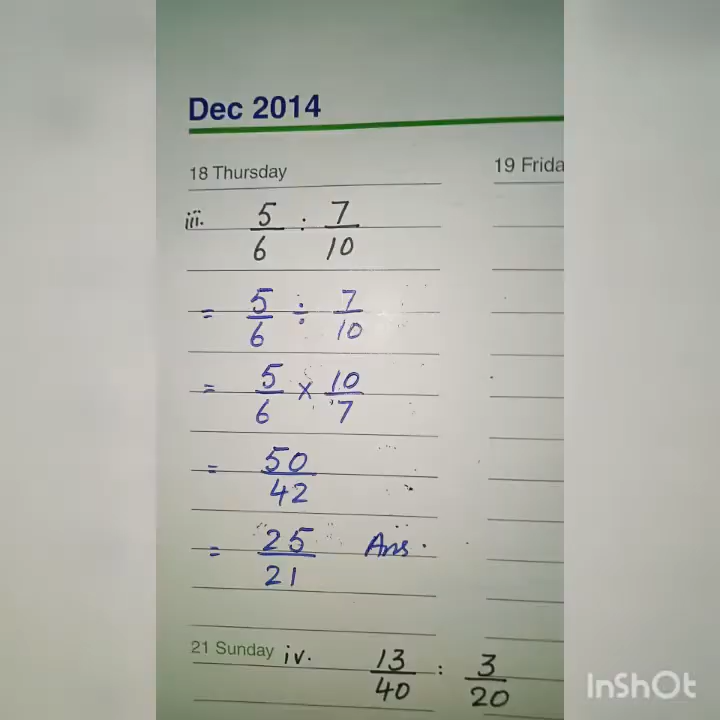 Dec 2014
18 Thursday
19 Frida
iii. 5/6 : 7/10
= 5/6 ÷ 7/10
= 5/6 × 10/7
= 50/42
= 25/21 Ans.
21 Sunday iv. 13/40 : 3/20
InShOt